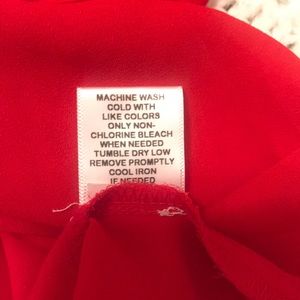 MACHINE WASH
COLD WITH
LIKE COLORS
ONLY NON-
CHLORINE BLEACH
WHEN NEEDED
TUMBLE DRY LOW
REMOVE PROMPTLY
COOL IRON
IF NEEDED